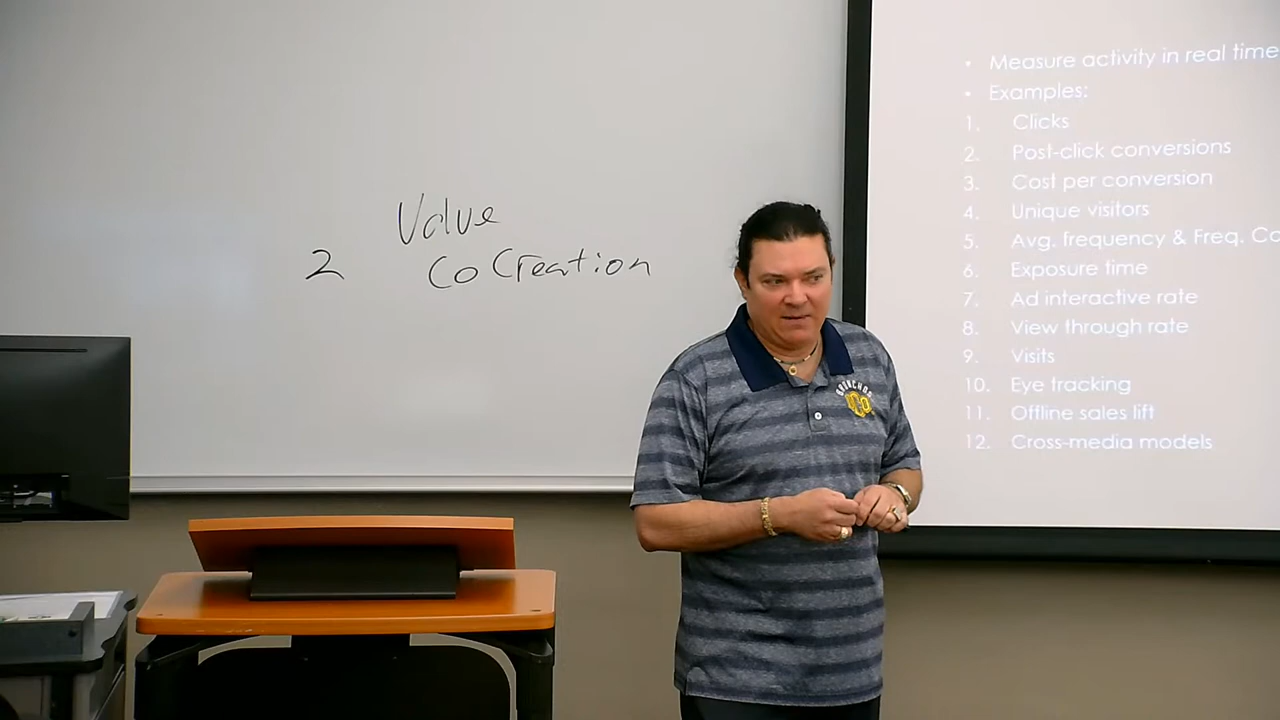 Value
2 CoCreation
• Measure activity in real time
• Examples:
1. Clicks
2. Post-click conversions
3. Cost per conversion
4. Unique visitors
5. Avg. frequency & Freq. Co
6. Exposure time
7. Ad interactive rate
8. View through rate
9. Visits
10. Eye tracking
11. Offline sales lift
12. Cross-media models